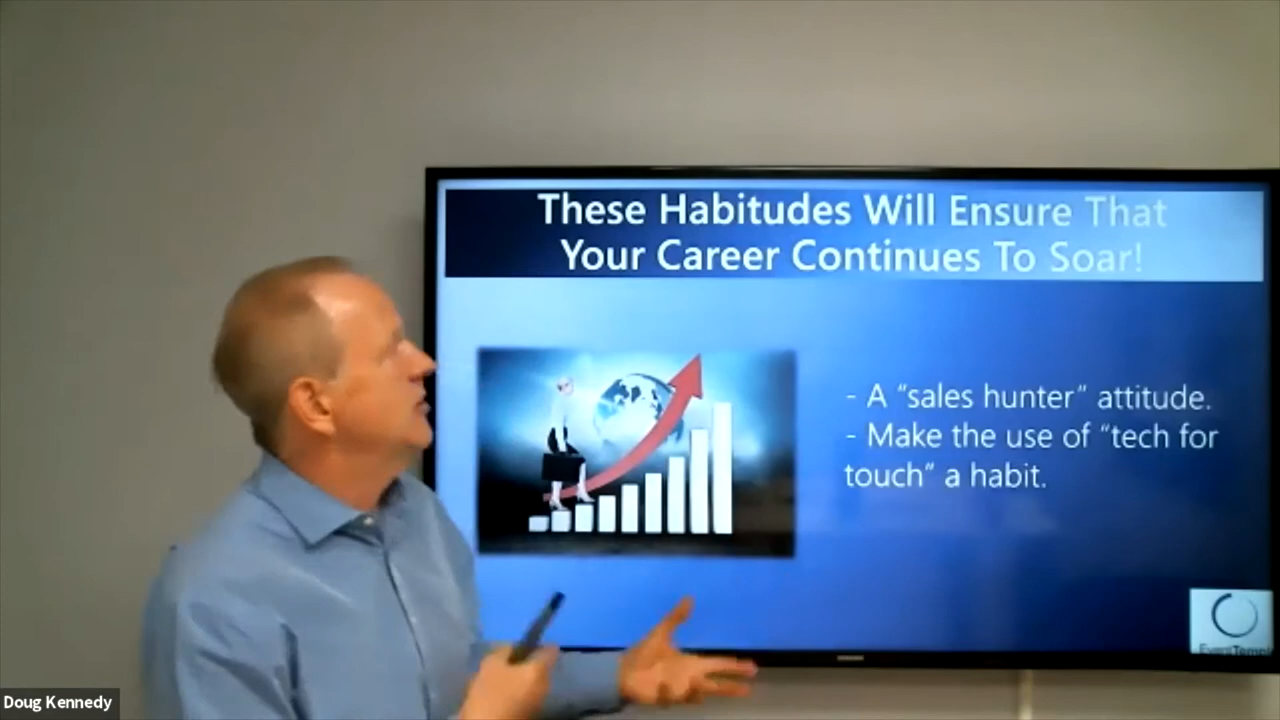 These Habitudes Will Ensure That
Your Career Continues To Soar!
- A “sales hunter” attitude.
- Make the use of “tech for
touch” a habit.
EventTemple
Doug Kennedy